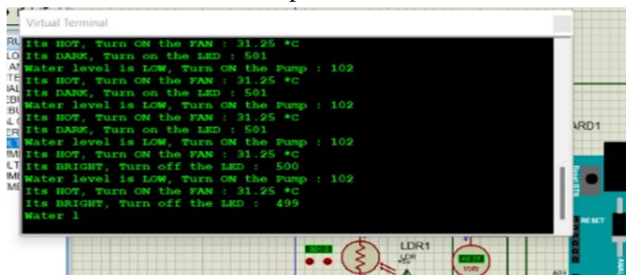 Virtual Terminal
Its HOT, Turn ON the FAN : 31.25 *C
Its DARK, Turn on the LED : 501
Water level is LOW, Turn ON the Pump : 102
Its HOT, Turn ON the FAN : 31.25 *C
Its DARK, Turn on the LED : 501
Water level is LOW, Turn ON the Pump : 102
Its HOT, Turn ON the FAN : 31.25 *C
Its DARK, Turn on the LED : 501
Water level is LOW, Turn ON the Pump : 102
Its HOT, Turn ON the FAN : 31.25 *C
Its BRIGHT, Turn off the LED : 500
Water level is LOW, Turn ON the Pump : 102
Its HOT, Turn ON the FAN : 31.25 *C
Its BRIGHT, Turn off the LED : 499
Water l
ARD1
RESET
LDR1
LDR
Volts